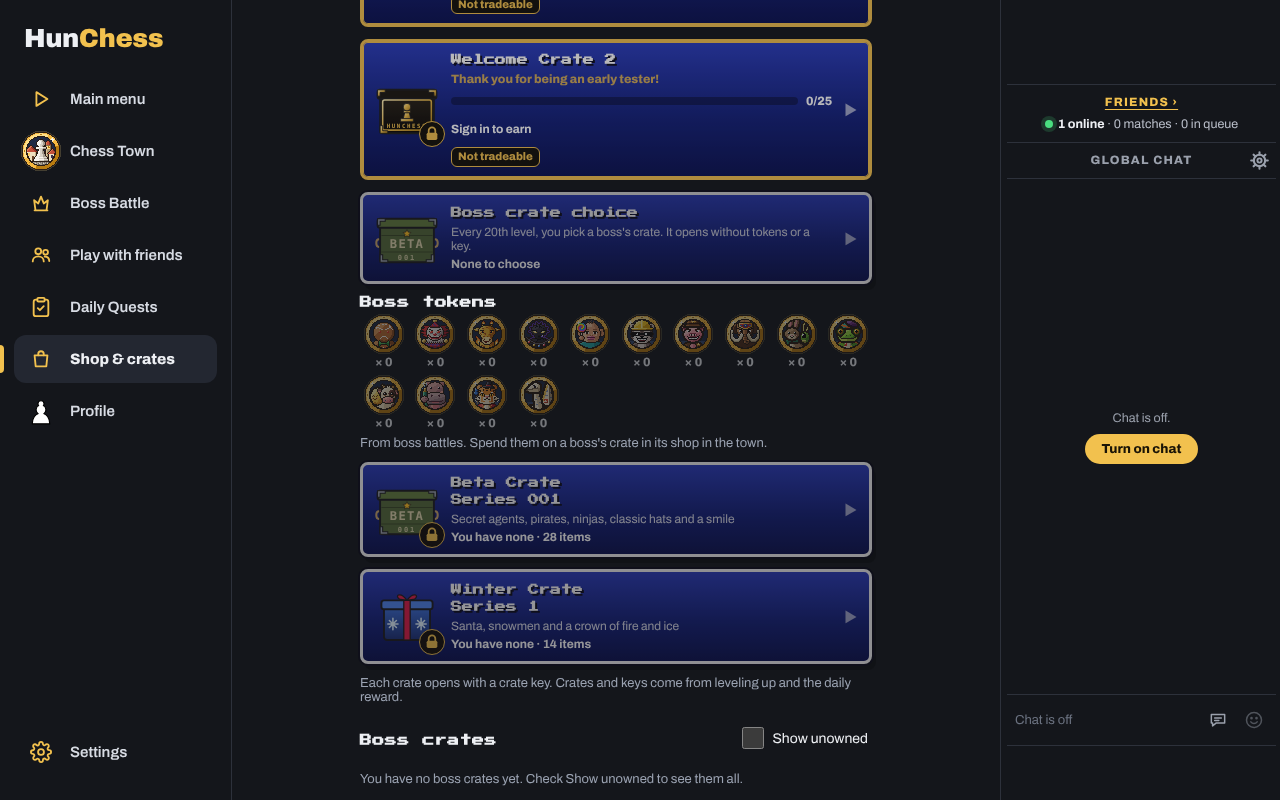 HunChess
Main menu
Chess Town
Boss Battle
Play with friends
Daily Quests
Shop & crates
Profile
Settings
Not tradeable
Welcome Crate 2
Thank you for being an early tester!
0/25
Sign in to earn
Not tradeable
Boss crate choice
Every 20th level, you pick a boss's crate. It opens without tokens or a
key.
None to choose
BETA
001
Boss tokens
×0 ×0 ×0 ×0 ×0 ×0 ×0 ×0 ×0 ×0
×0 ×0 ×0 ×0
From boss battles. Spend them on a boss's crate in its shop in the town.
Beta Crate
Series 001
Secret agents, pirates, ninjas, classic hats and a smile
You have none · 28 items
BETA
001
Winter Crate
Series 1
Santa, snowmen and a crown of fire and ice
You have none · 14 items
Each crate opens with a crate key. Crates and keys come from leveling up and the daily
reward.
Boss crates
Show unowned
You have no boss crates yet. Check Show unowned to see them all.
FRIENDS ›
1 online · 0 matches · 0 in queue
GLOBAL CHAT
Chat is off.
Turn on chat
Chat is off